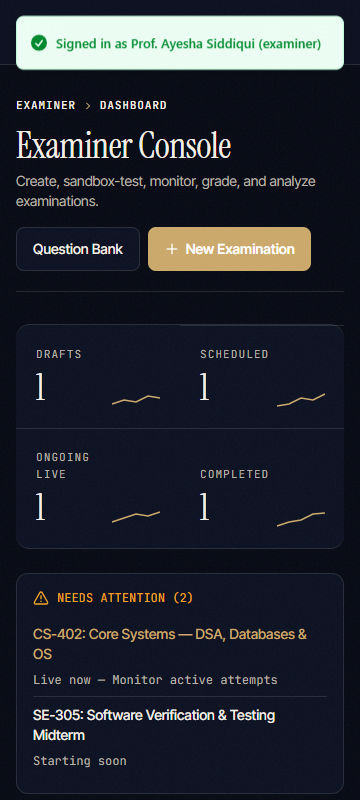 Signed in as Prof. Ayesha Siddiqui (examiner)
EXAMINER > DASHBOARD
Examiner Console
Create, sandbox-test, monitor, grade, and analyze
examinations.
Question Bank
+ New Examination
DRAFTS
1
SCHEDULED
1
ONGOING
LIVE
1
COMPLETED
1
NEEDS ATTENTION (2)
CS-402: Core Systems — DSA, Databases &
OS
Live now — Monitor active attempts
SE-305: Software Verification & Testing
Midterm
Starting soon